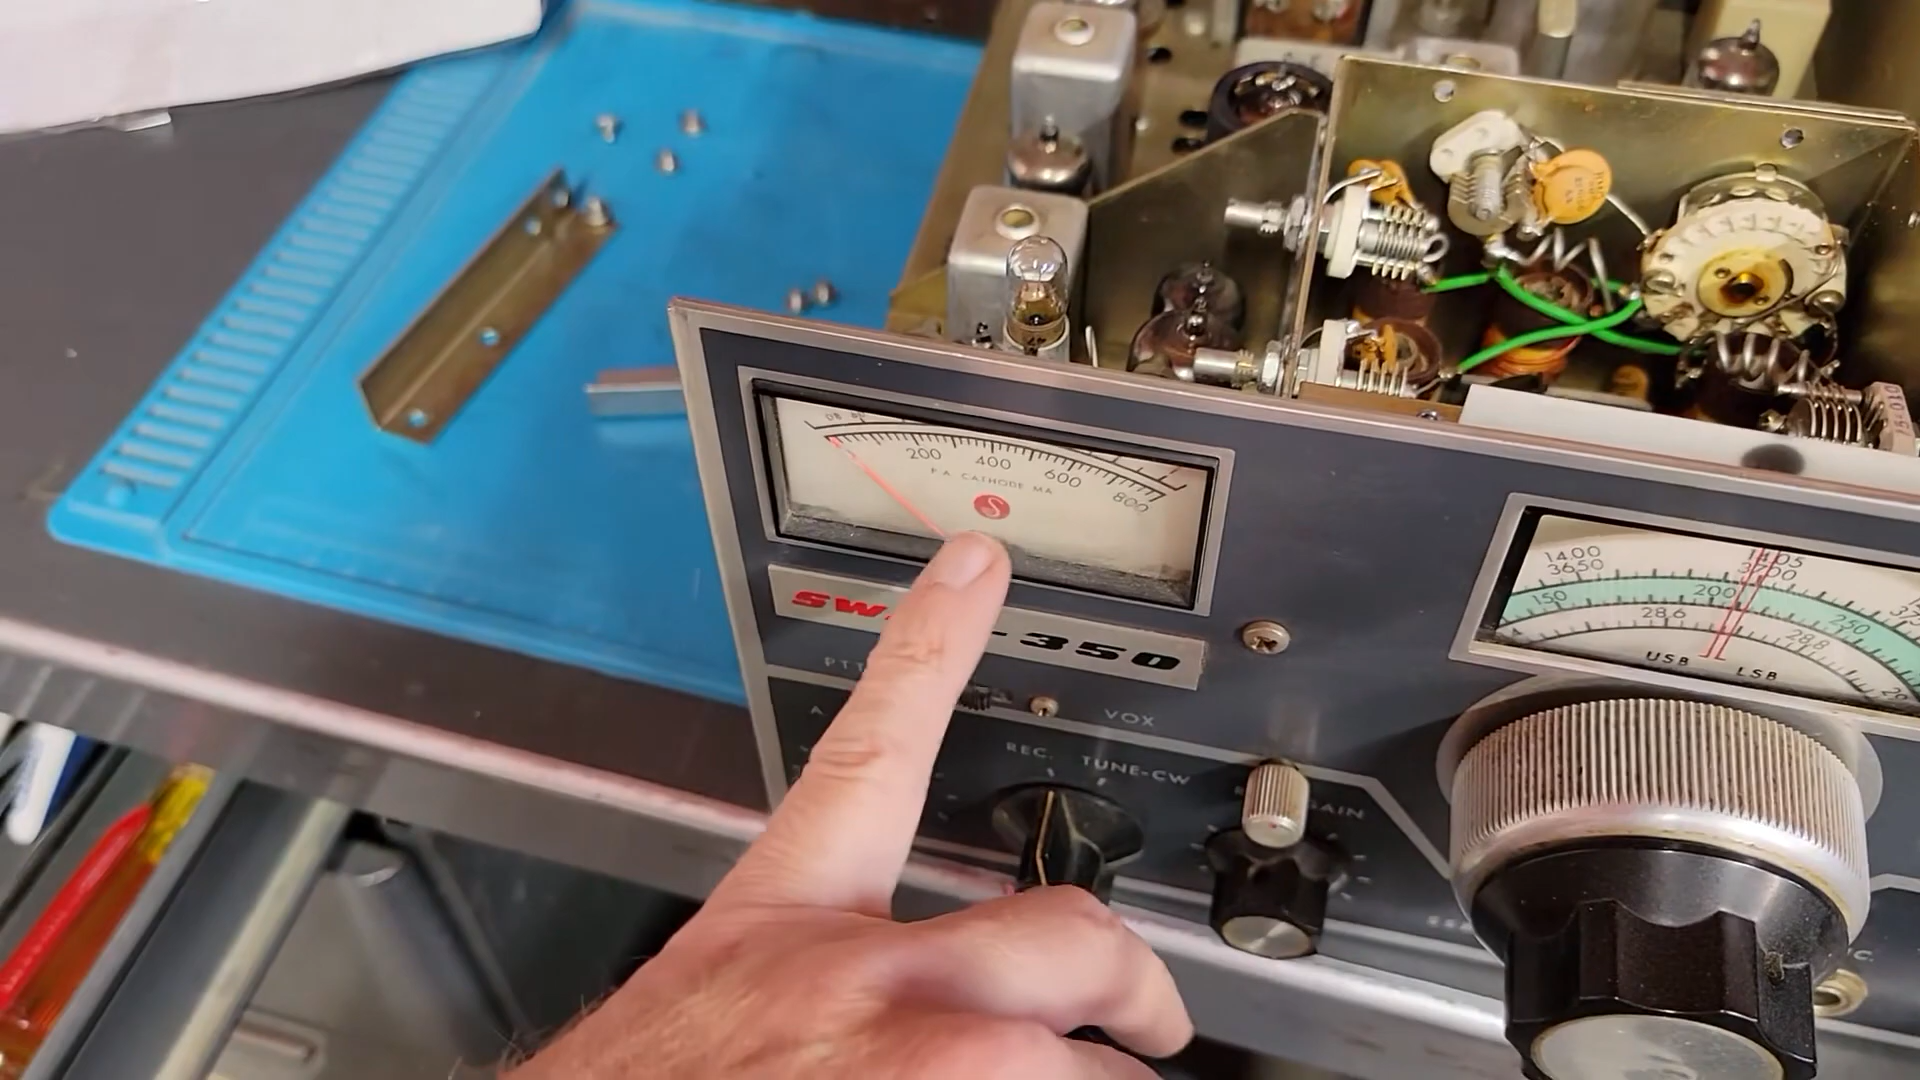 200 400 600 800
P.A. CATHODE MA
S
SW
-350
PTT
VOX
REC. TUNE-CW
GAIN
1400 1405
3650 3700
150 200 250
28.6 28.8
USB LSB